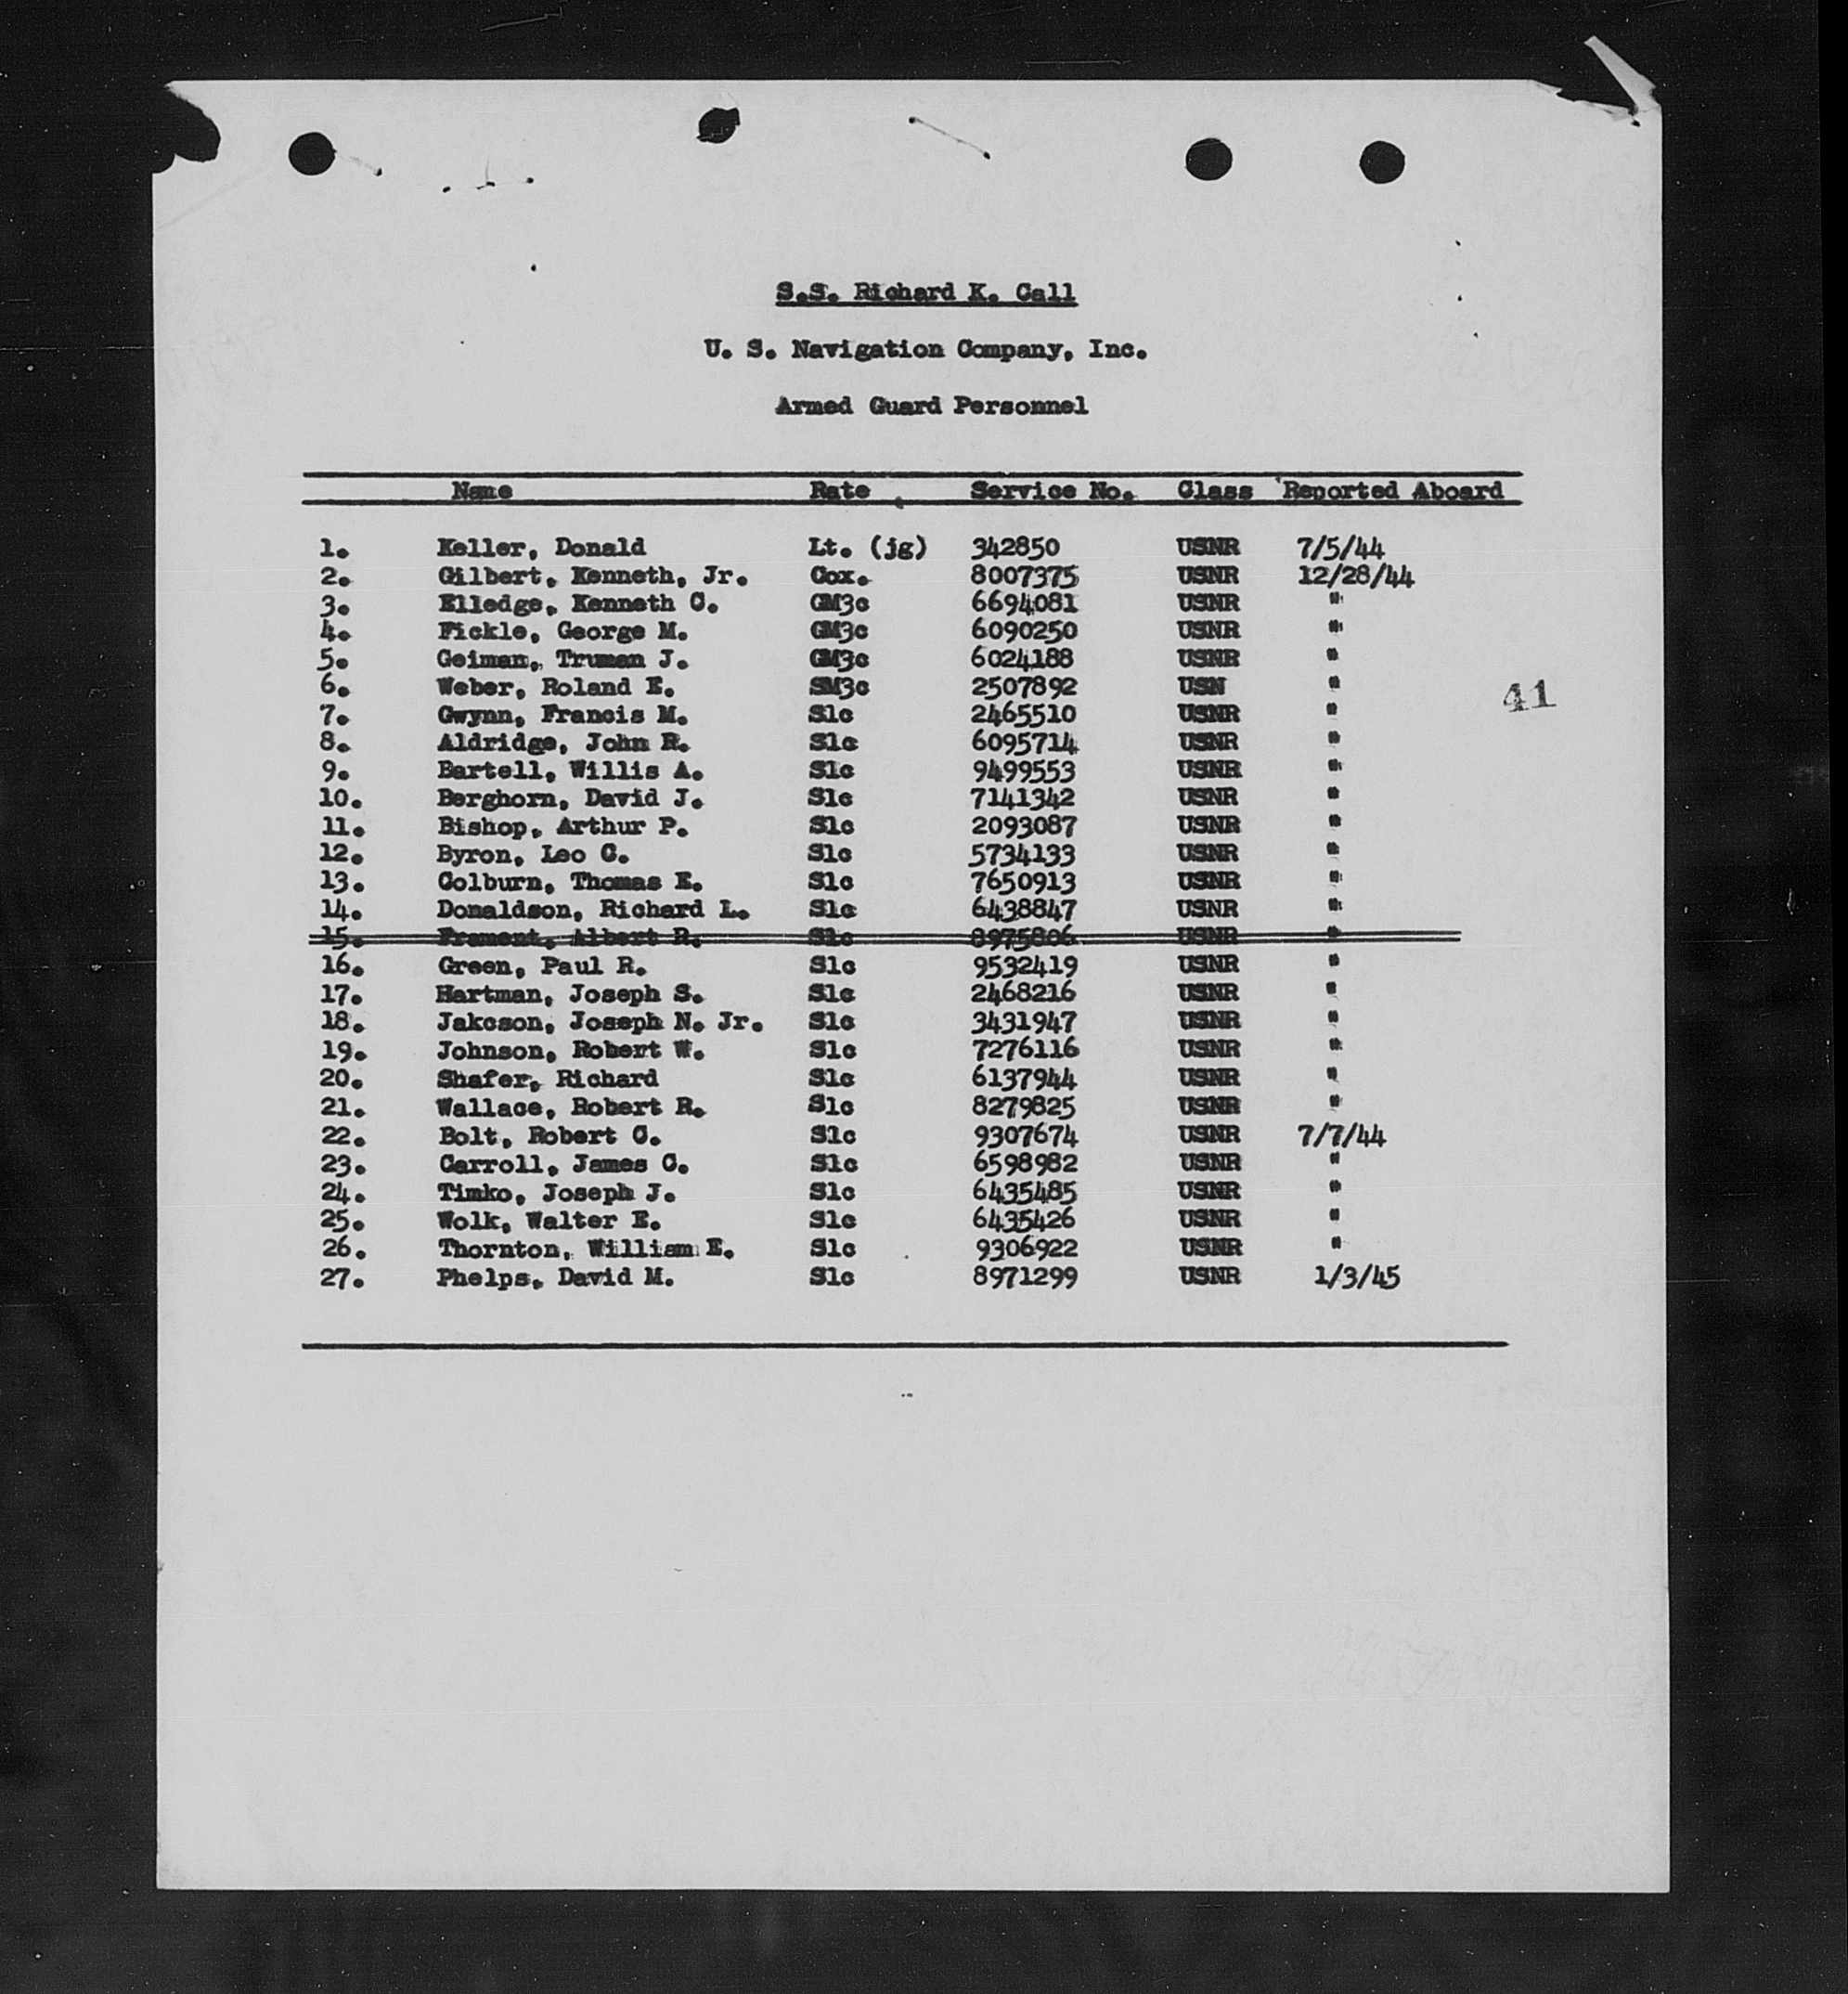 S.S. Richard K. Call
U. S. Navigation Company, Inc.
Armed Guard Personnel
Name Rate Service No. Class Reported Aboard
1. Keller, Donald Lt. (jg) 342850 USNR 7/5/44
2. Gilbert, Kenneth, Jr. Cox. 8007375 USNR 12/28/44
3. Elledge, Kenneth C. GM3c 6694081 USNR "
4. Fickle, George M. GM3c 6090250 USNR "
5. Geiman, Truman J. GM3c 6024188 USNR "
6. Weber, Roland E. SM3c 2507892 USN "
41
7. Gwynn, Francis M. S1c 2465510 USNR "
8. Aldridge, John R. S1c 6095714 USNR "
9. Bartell, Willis A. S1c 9499553 USNR "
10. Berghorn, David J. S1c 7141342 USNR "
11. Bishop, Arthur P. S1c 2093087 USNR "
12. Byron, Leo C. S1c 5734133 USNR "
13. Colburn, Thomas E. S1c 7650913 USNR "
14. Donaldson, Richard L. S1c 6438847 USNR "
15. Frament, Albert R. S1c 8975806 USNR "
16. Green, Paul R. S1c 9532419 USNR "
17. Hartman, Joseph S. S1c 2468216 USNR "
18. Jakcson, Joseph N. Jr. S1c 3431947 USNR "
19. Johnson, Robert W. S1c 7276116 USNR "
20. Shafer, Richard S1c 6137944 USNR "
21. Wallace, Robert R. S1c 8279825 USNR "
22. Bolt, Robert C. S1c 9307674 USNR 7/7/44
23. Carroll, James C. S1c 6598982 USNR "
24. Timko, Joseph J. S1c 6435485 USNR "
25. Wolk, Walter E. S1c 6435426 USNR "
26. Thornton, William E. S1c 9306922 USNR "
27. Phelps, David M. S1c 8971299 USNR 1/3/45